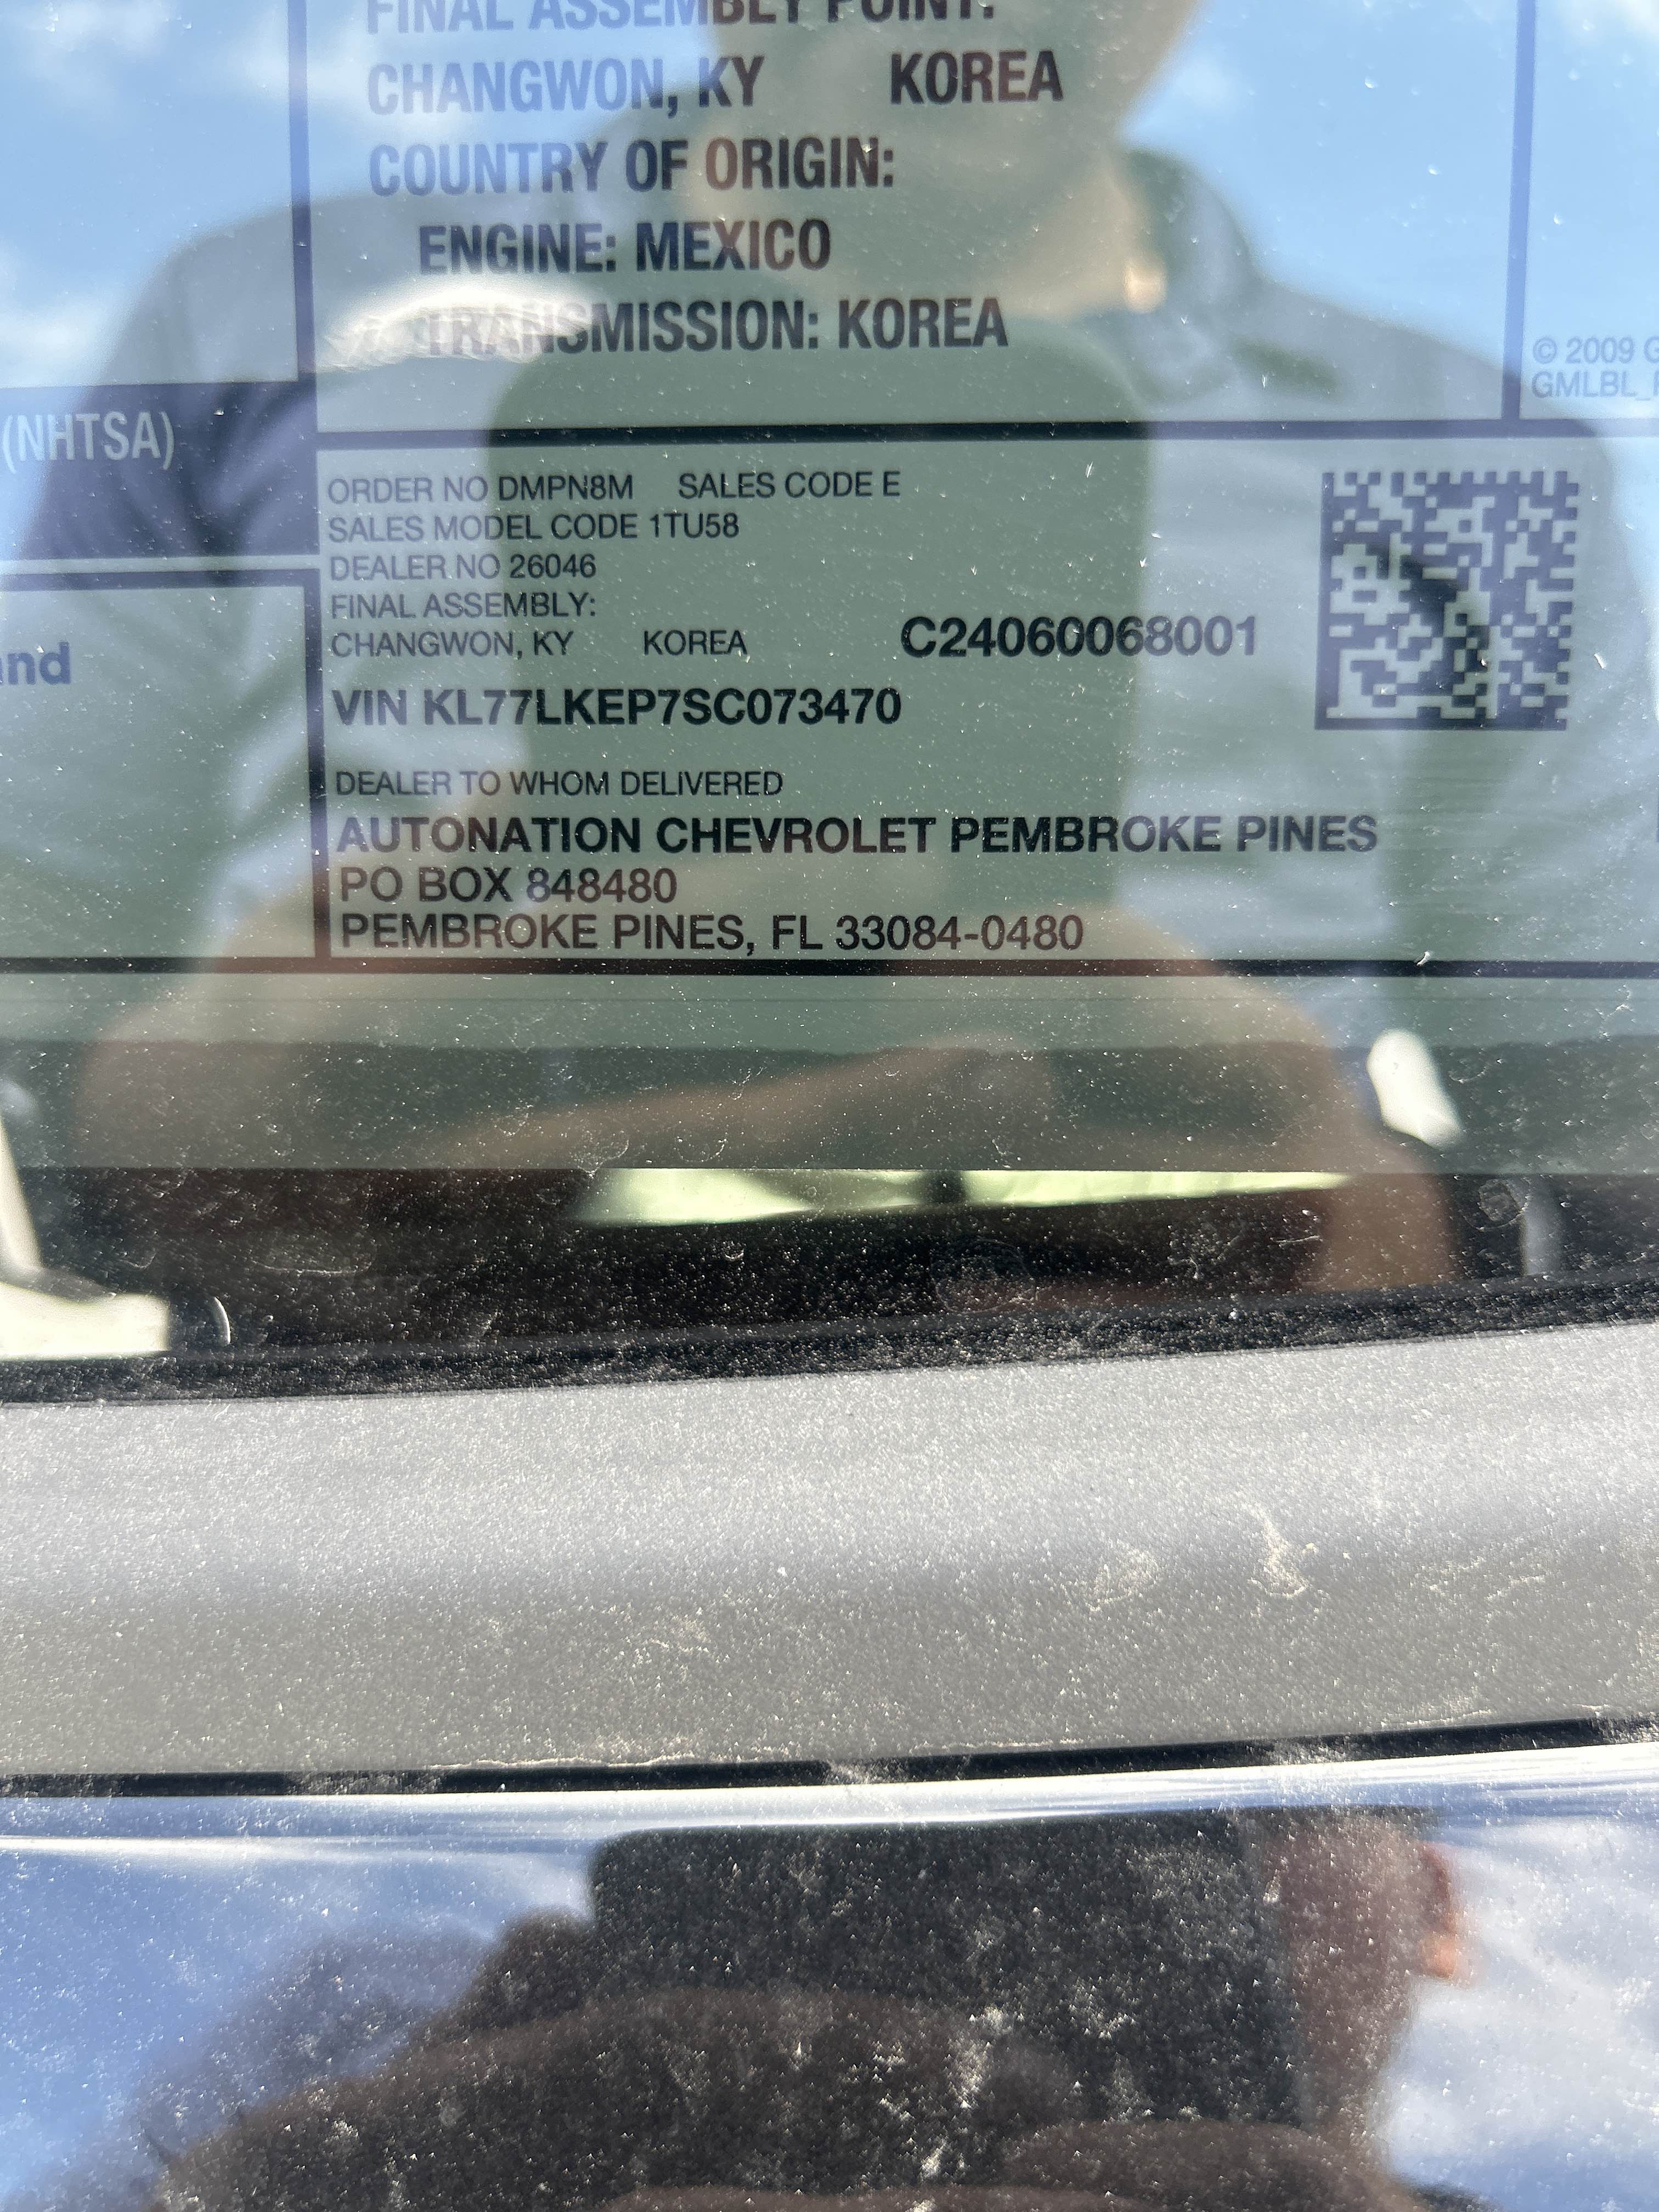 FINAL ASSEMBLY POINT:
CHANGWON, KY KOREA
COUNTRY OF ORIGIN:
ENGINE: MEXICO
TRANSMISSION: KOREA
© 2009 G
GMLBL_
(NHTSA)
nd
ORDER NO DMPN8M SALES CODE E
SALES MODEL CODE 1TU58
DEALER NO 26046
FINAL ASSEMBLY:
CHANGWON, KY KOREA C24060068001
VIN KL77LKEP7SC073470
DEALER TO WHOM DELIVERED
AUTONATION CHEVROLET PEMBROKE PINES
PO BOX 848480
PEMBROKE PINES, FL 33084-0480